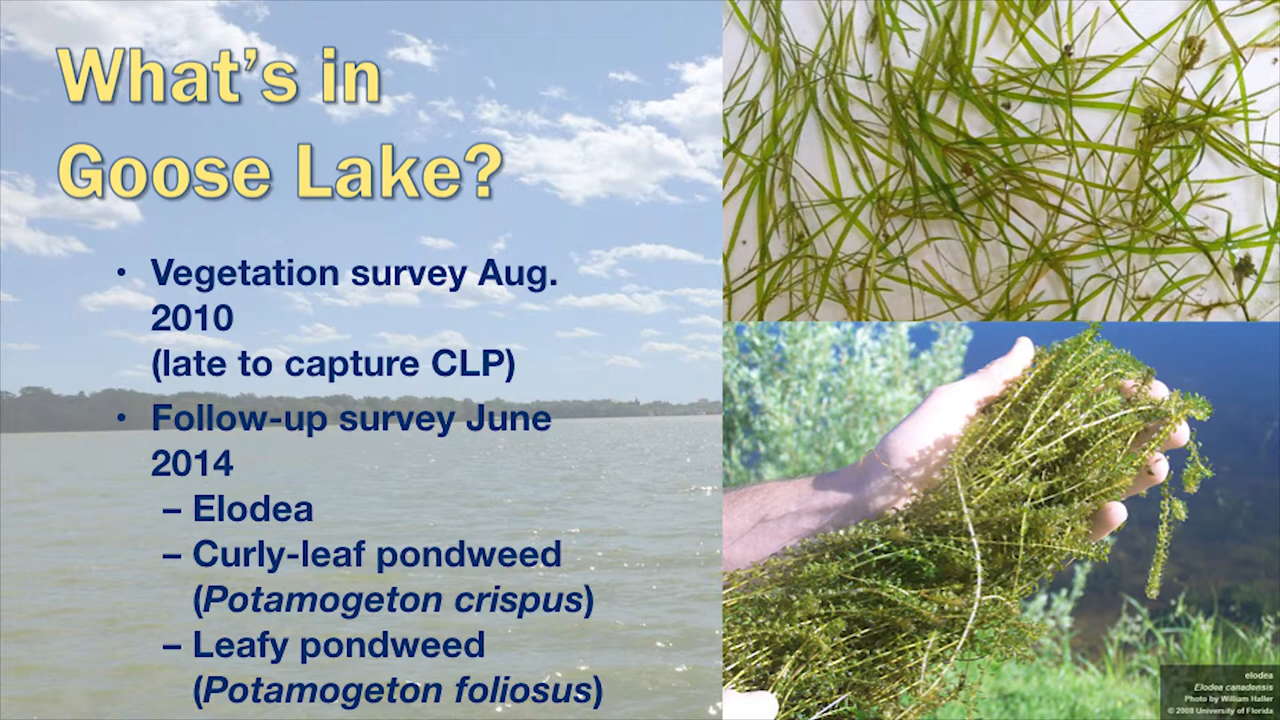 What's in
Goose Lake?
• Vegetation survey Aug.
2010
(late to capture CLP)
• Follow-up survey June
2014
– Elodea
– Curly-leaf pondweed
(Potamogeton crispus)
– Leafy pondweed
(Potamogeton foliosus)
elodea
Elodea canadensis
Photo by William Haller
© 2008 University of Florida